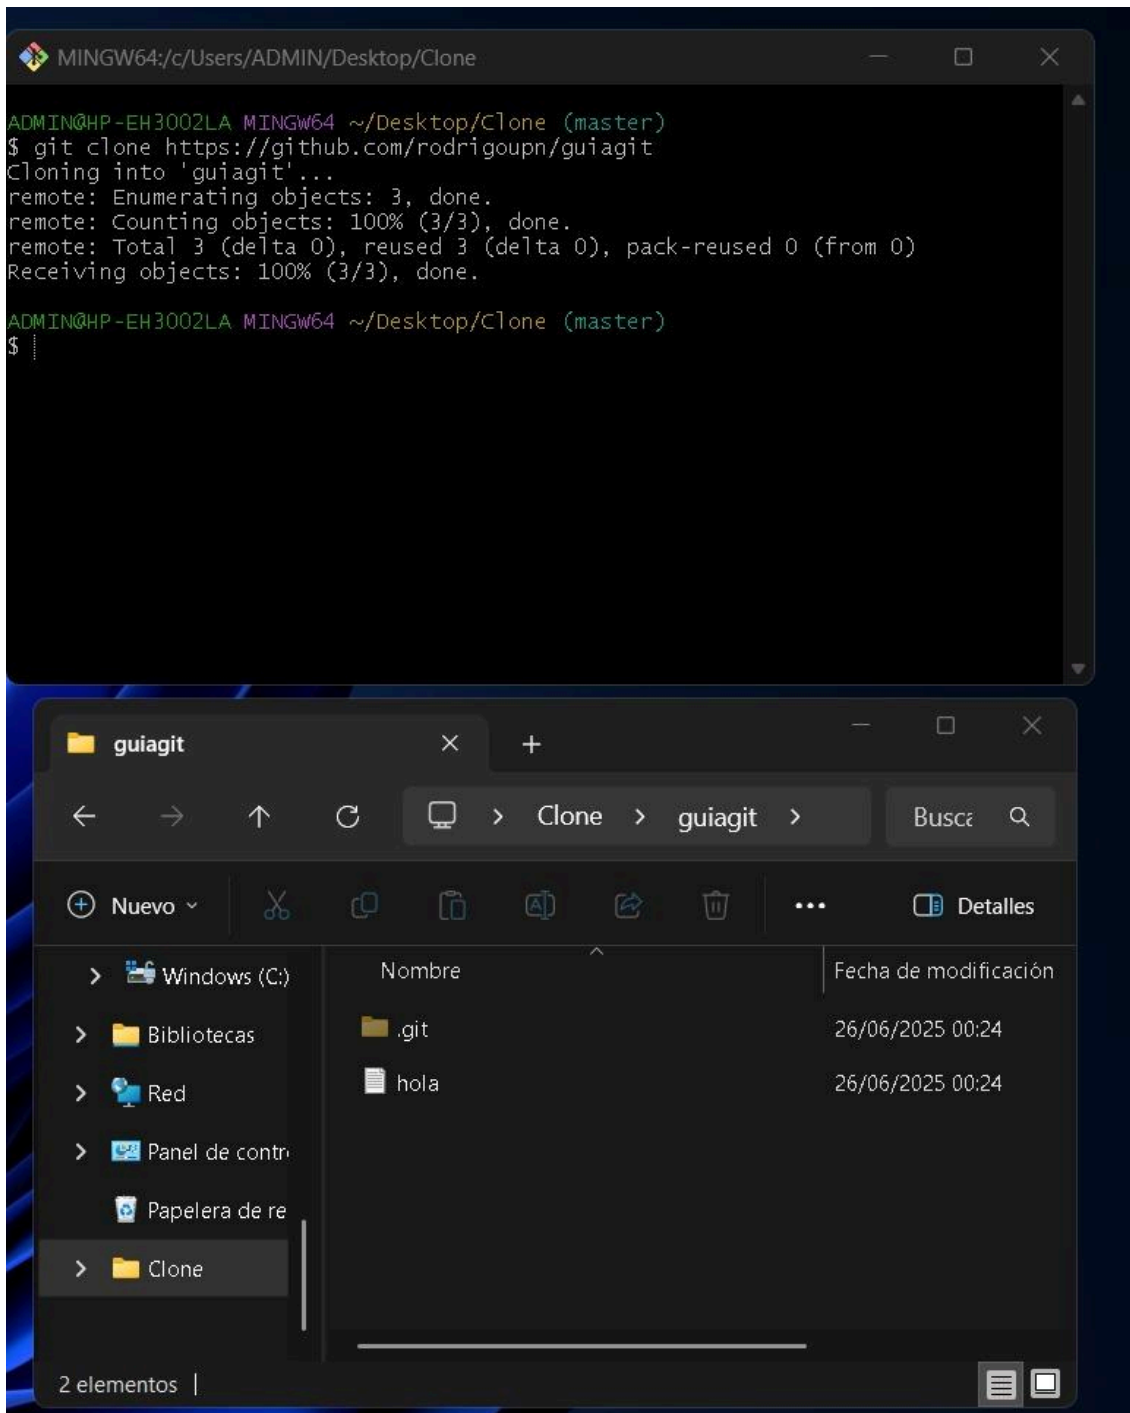 MINGW64:/c/Users/ADMIN/Desktop/Clone
ADMIN@HP-EH3002LA MINGW64 ~/Desktop/Clone (master)
$ git clone https://github.com/rodrigoupn/guiagit
Cloning into 'guiagit'...
remote: Enumerating objects: 3, done.
remote: Counting objects: 100% (3/3), done.
remote: Total 3 (delta 0), reused 3 (delta 0), pack-reused 0 (from 0)
Receiving objects: 100% (3/3), done.
ADMIN@HP-EH3002LA MINGW64 ~/Desktop/Clone (master)
$
guiagit
Clone > guiagit >
Busca
Nuevo
Detalles
Nombre
Fecha de modificación
Windows (C:)
Bibliotecas
Red
Panel de contr
Papelera de re
Clone
.git
26/06/2025 00:24
hola
26/06/2025 00:24
2 elementos